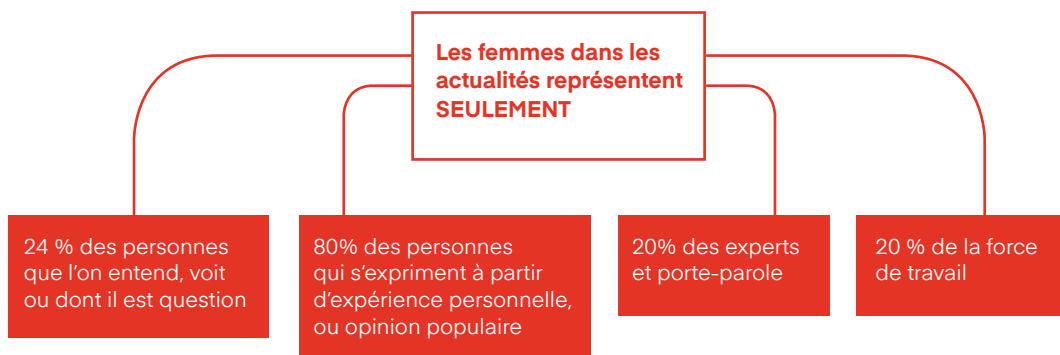 Les femmes dans les
actualités représentent
SEULEMENT
24 % des personnes
que l'on entend, voit
ou dont il est question
80% des personnes
qui s'expriment à partir
d'expérience personnelle,
ou opinion populaire
20% des experts
et porte-parole
20 % de la force
de travail